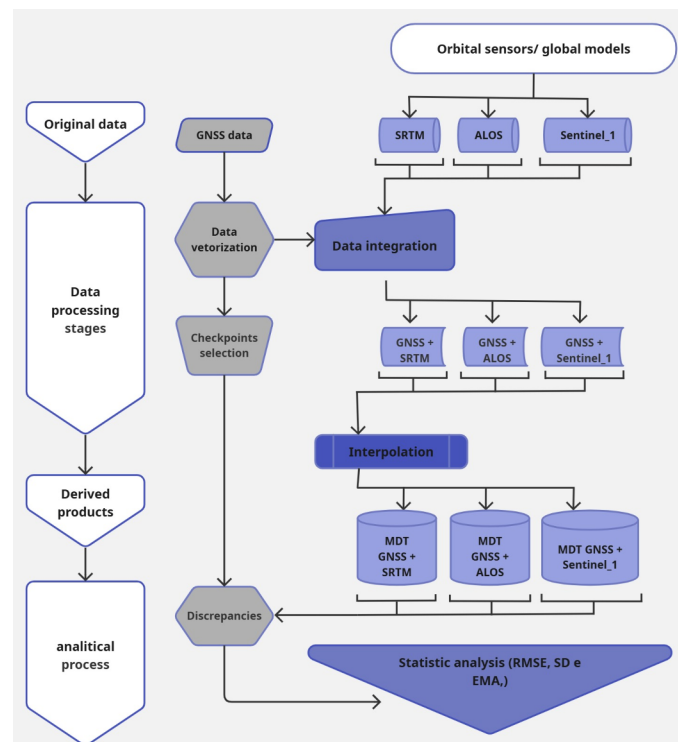 Orbital sensors/ global models
Original data
GNSS data
SRTM
ALOS
Sentinel_1
Data
vetorization
Data integration
Data
processing
stages
Checkpoints
selection
GNSS +
SRTM
GNSS +
ALOS
GNSS +
Sentinel_1
Interpolation
Derived
products
MDT
GNSS +
SRTM
MDT
GNSS +
ALOS
MDT GNSS +
Sentinel_1
Discrepancies
analitical
process
Statistic analysis (RMSE, SD e
EMA,)